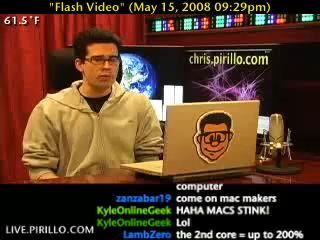 "Flash Video" (May 15, 2008 09:29pm)
61.5°F
chris.pirillo.com
computer
zanzabar19 come on mac makers
KyleOnlineGeek HAHA MACS STINK!
KyleOnlineGeek Lol
LambZero the 2nd core = up to 200%
LIVE.PIRILLO.COM